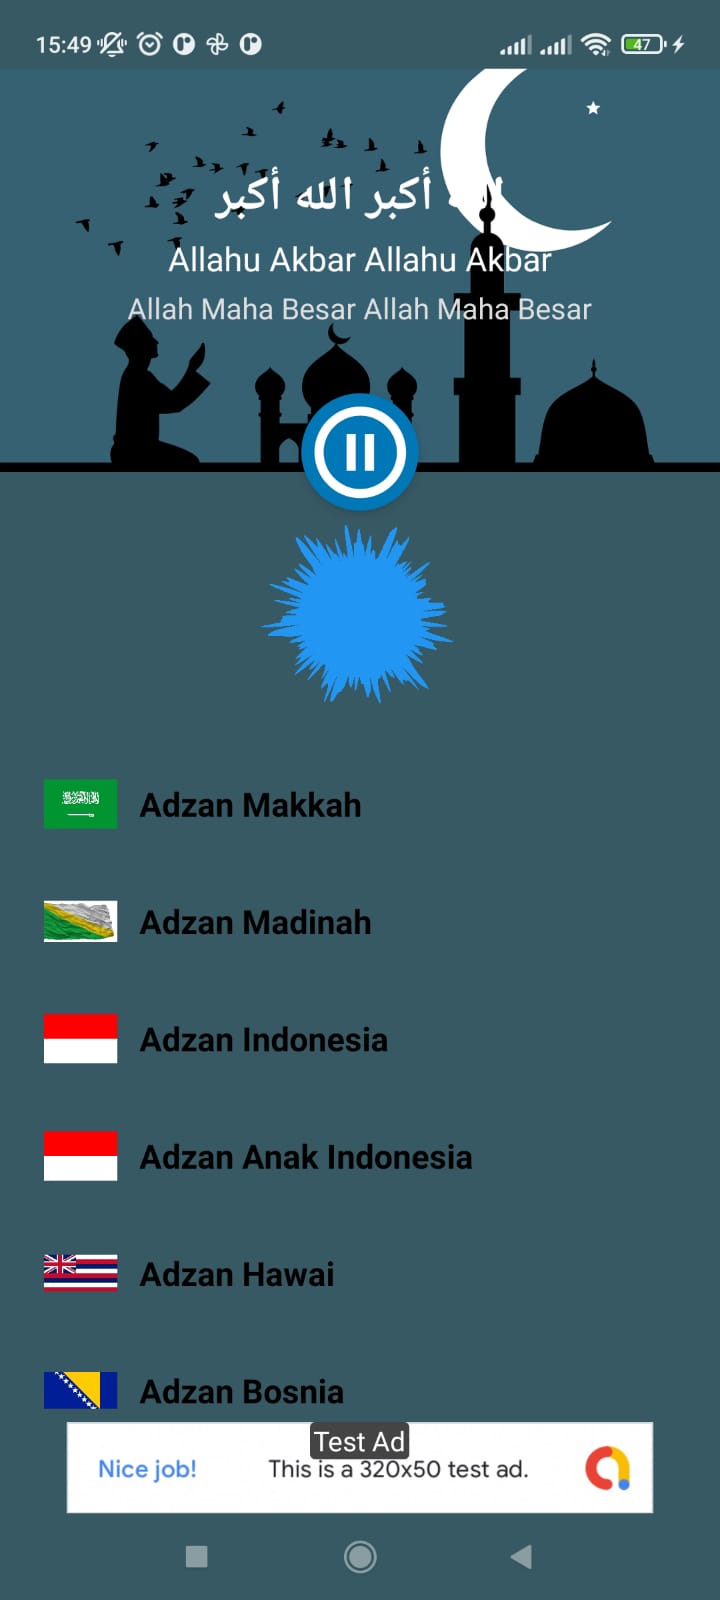 15:49
47
الله أكبر الله أكبر
Allahu Akbar Allahu Akbar
Allah Maha Besar Allah Maha Besar
Adzan Makkah
Adzan Madinah
Adzan Indonesia
Adzan Anak Indonesia
Adzan Hawai
Adzan Bosnia
Test Ad
Nice job!
This is a 320x50 test ad.